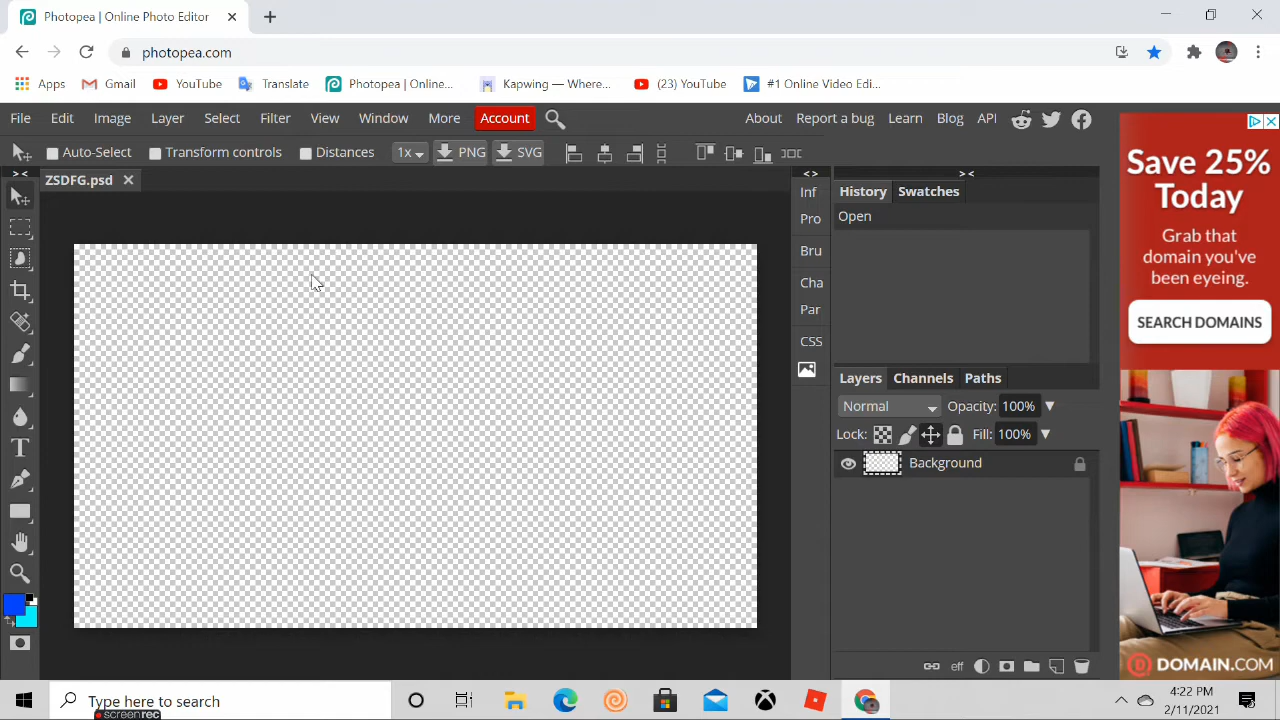 Photopea | Online Photo Editor
photopea.com
Apps Gmail YouTube Translate Photopea | Online... Kapwing — Where... (23) YouTube #1 Online Video Edi...
File Edit Image Layer Select Filter View Window More Account About Report a bug Learn Blog API
Auto-Select Transform controls Distances 1x PNG SVG
ZSDFG.psd
Inf
Pro
Bru
Cha
Par
CSS
History Swatches
Open
Layers Channels Paths
Normal Opacity: 100%
Lock: Fill: 100%
Background
eff
Save 25%
Today
Grab that
domain you've
been eyeing.
SEARCH DOMAINS
DOMAIN.COM
Type here to search
screenrec
4:22 PM
2/11/2021